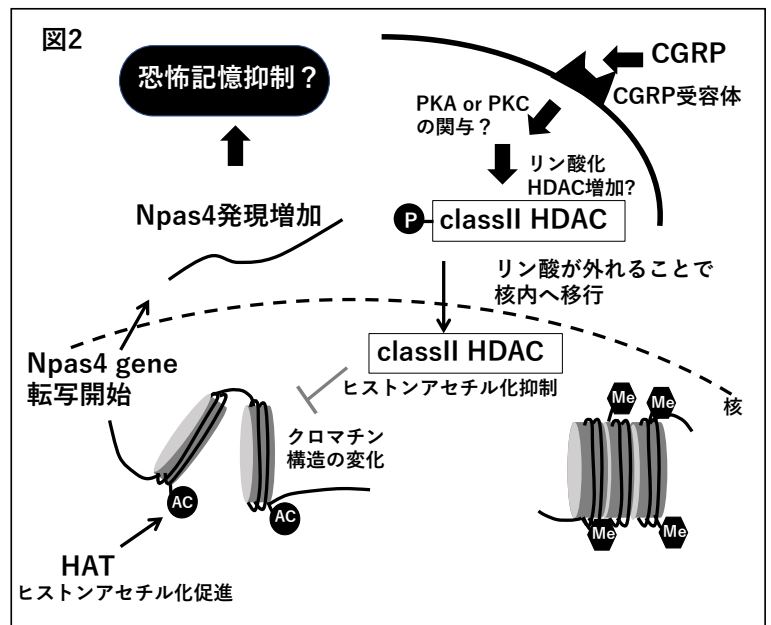 図2
恐怖記憶抑制？
CGRP
CGRP受容体
PKA or PKC
の関与？
リン酸化
HDAC増加?
Npas4発現増加
P
classII HDAC
リン酸が外れることで
核内へ移行
classII HDAC
ヒストンアセチル化抑制
Npas4 gene
転写開始
核
クロマチン
構造の変化
Me
Me
AC
AC
Me
Me
HAT
ヒストンアセチル化促進